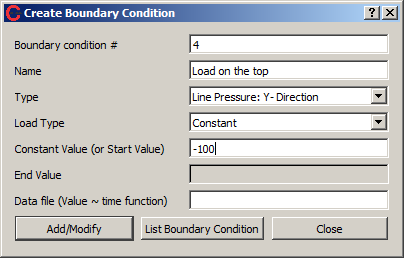 Create Boundary Condition
Boundary condition # 4
Name Load on the top
Type Line Pressure: Y- Direction
Load Type Constant
Constant Value (or Start Value) -100
End Value
Data file (Value ~ time function)
Add/Modify List Boundary Condition Close